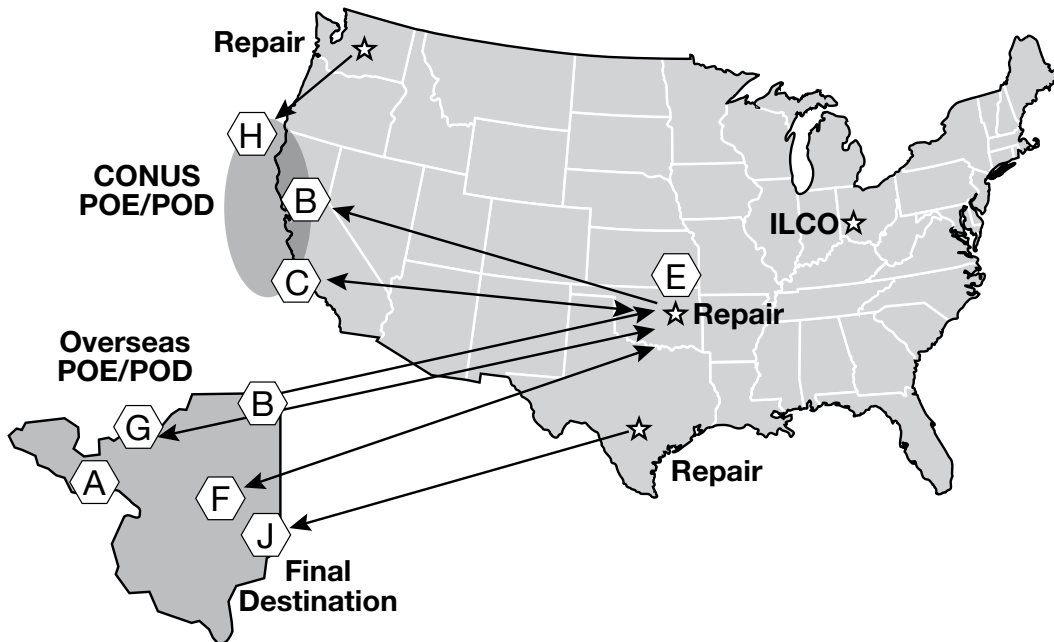 Repair
H
CONUS
POE/POD
B
ILCO
E
C
Repair
Overseas
POE/POD
B
G
A
F
Repair
J
Final
Destination